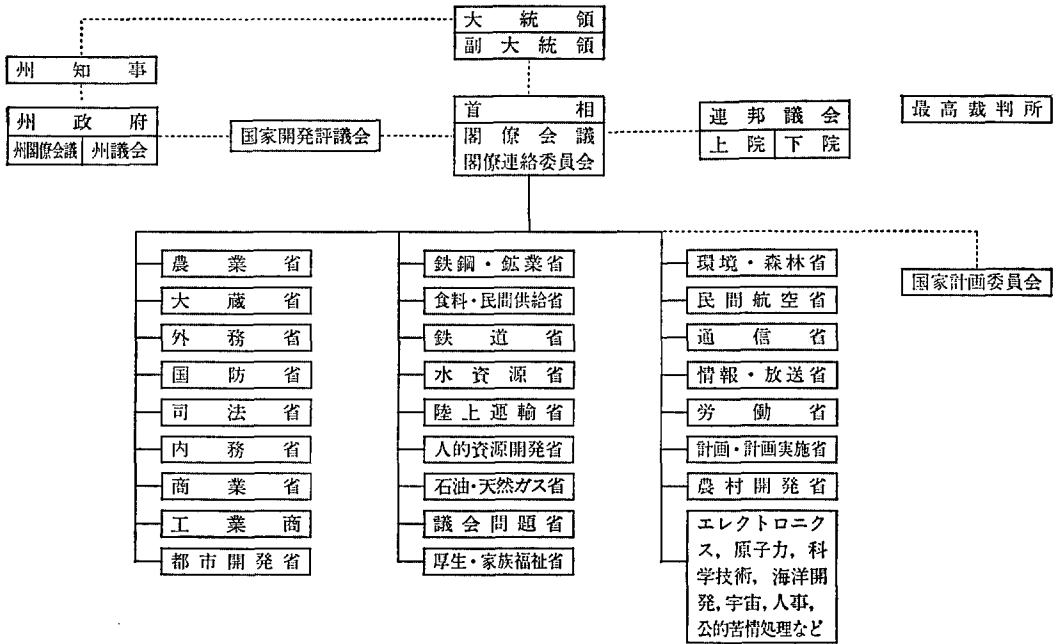 大統領
副大統領
州知事
州政府
州閣僚会議 州議会
国家開発評議会
首相
閣僚会議
閣僚連絡委員会
連邦議会
上院 下院
最高裁判所
農業省
大蔵省
外務省
国防省
司法省
内務省
商業省
工業商
都市開発省
鉄鋼・鉱業省
食料・民間供給省
鉄道省
水資源省
陸上運輸省
人的資源開発省
石油・天然ガス省
議会問題省
厚生・家族福祉省
環境・森林省
民間航空省
通信省
情報・放送省
労働省
計画・計画実施省
農村開発省
エレクトロニク
ス，原子力，科
学技術，海洋開
発，宇宙，人事，
公的苦情処理など
国家計画委員会